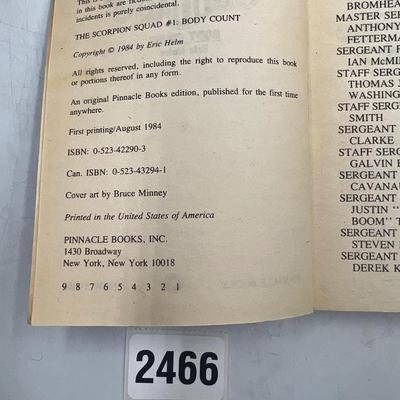 This is
in this book are fictit
incidents is purely coincidental.
THE SCORPION SQUAD #1: BODY COUNT
Copyright © 1984 by Eric Helm
All rights reserved, including the right to reproduce this book
or portions thereof in any form.
An original Pinnacle Books edition, published for the first time
anywhere.
First printing/August 1984
ISBN: 0-523-42290-3
Can. ISBN: 0-523-43294-1
Cover art by Bruce Minney
Printed in the United States of America
PINNACLE BOOKS, INC.
1430 Broadway
New York, New York 10018
9 8 7 6 5 4 3 2 1
BROMHEA
MASTER SER
ANTHONY
FETTERMA
SERGEANT F
IAN McMIL
STAFF SERGE
THOMAS J
WASHING
STAFF SERGE
SMITH
SERGEANT
CLARKE
STAFF SERGE
GALVIN B
SERGEANT
CAVANAU
SERGEANT
JUSTIN "
BOOM" T
SERGEANT
STEVEN
SERGEANT
DEREK K
2466